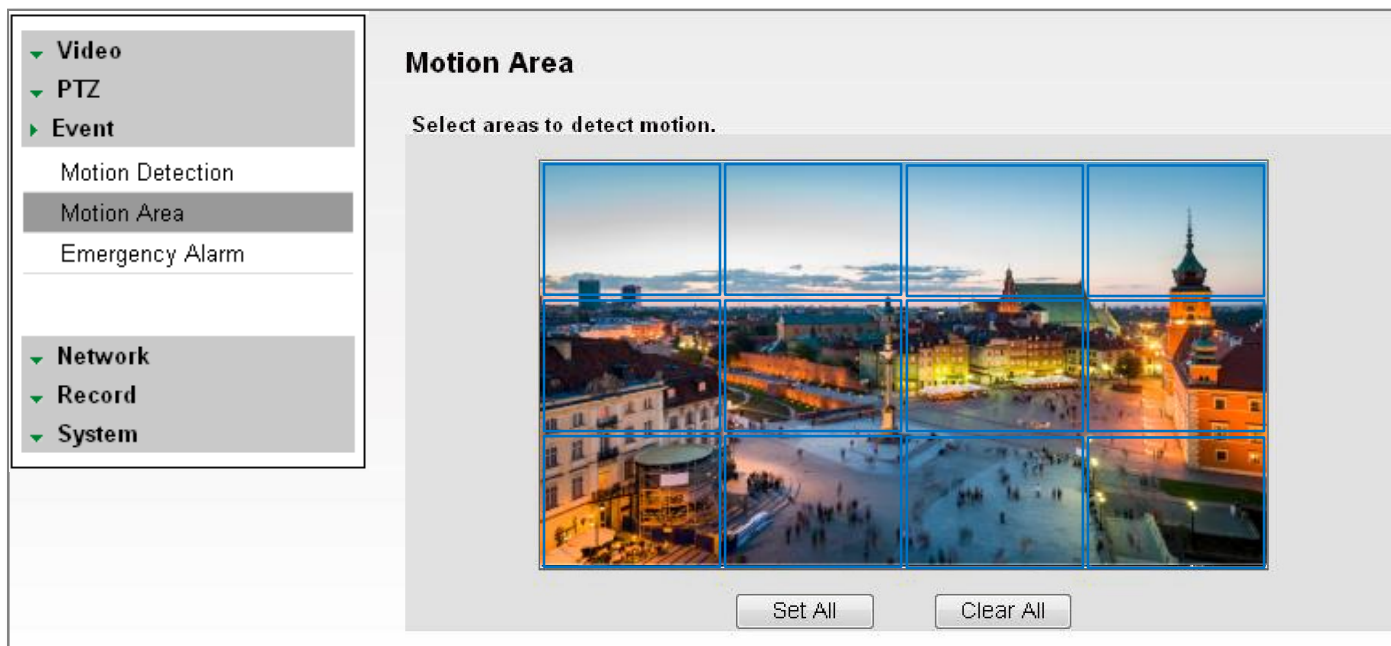 Video
PTZ
Event
Motion Detection
Motion Area
Emergency Alarm
Network
Record
System
Motion Area
Select areas to detect motion.
Set All
Clear All